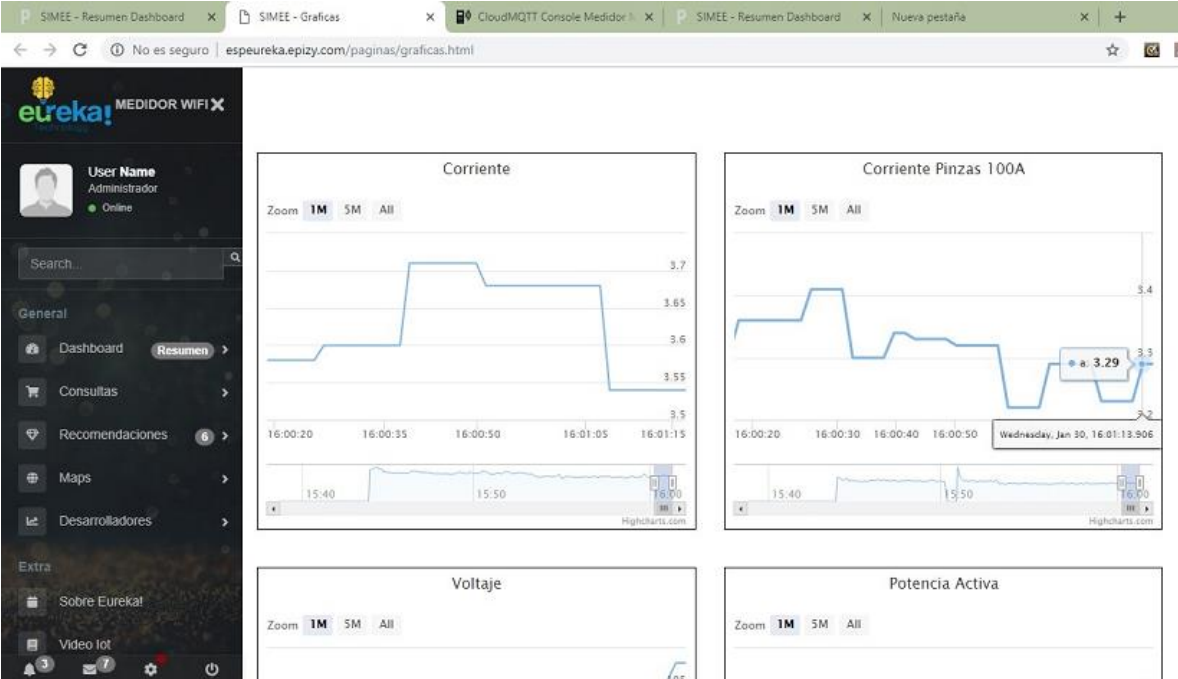 SIMEE - Resumen Dashboard
SIMEE - Graficas
CloudMQTT Console Medidor
SIMEE - Resumen Dashboard
Nueva pestaña
No es seguro | espeureka.epizy.com/paginas/graficas.html
eureka!
MEDIDOR WIFI
User Name
Administrador
Online
Search...
General
Dashboard Resumen
Consultas
Recomendaciones 6
Maps
Desarrolladores
Extra
Sobre Eureka!
Video Iot
3 7
Corriente
Zoom 1M 5M All
3.7
3.65
3.6
3.55
3.5
16:00:20 16:00:35 16:00:50 16:01:05 16:01:15
15:40 15:50 16:00
Highcharts.com
Corriente Pinzas 100A
Zoom 1M 5M All
3.4
3.3
a: 3.29
3.2
16:00:20 16:00:30 16:00:40 16:00:50
Wednesday, Jan 30, 16:01:13.906
15:40 15:50 16:00
Highcharts.com
Voltaje
Zoom 1M 5M All
Potencia Activa
Zoom 1M 5M All